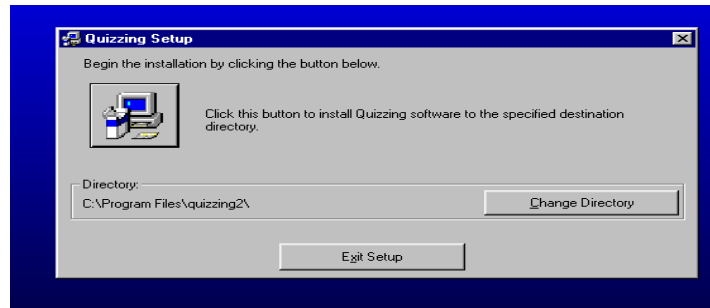 Quizzing Setup
Begin the installation by clicking the button below.
Click this button to install Quizzing software to the specified destination
directory.
Directory:
C:\Program Files\quizzing2\
Change Directory
Exit Setup